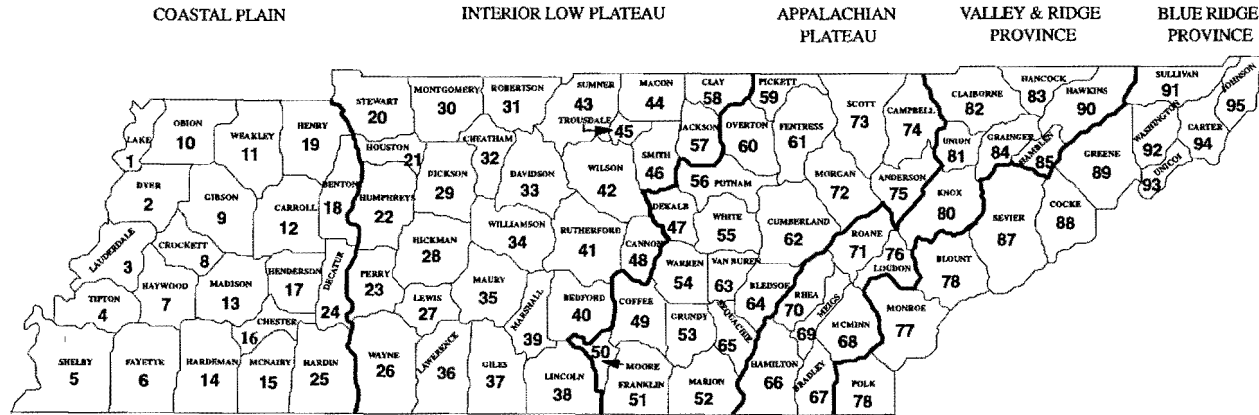 COASTAL PLAIN
INTERIOR LOW PLATEAU
APPALACHIAN
PLATEAU
VALLEY & RIDGE
PROVINCE
BLUE RIDGE
PROVINCE
LAKE
1
OBION
10
WEAKLEY
11
HENRY
19
DYER
2
GIBSON
9
CARROLL
12
BENTON
18
LAUDERDALE
3
CROCKETT
8
HAYWOOD
7
MADISON
13
HENDERSON
17
DECATUR
24
TIPTON
4
CHESTER
16
SHELBY
5
FAYETTE
6
HARDEMAN
14
MCNAIRY
15
HARDIN
25
STEWART
20
MONTGOMERY
30
ROBERTSON
31
SUMNER
43
MACON
44
CLAY
58
HOUSTON
21
CHEATHAM
32
TROUSDALE
45
JACKSON
57
HUMPHREYS
22
DICKSON
29
DAVIDSON
33
WILSON
42
SMITH
46
HICKMAN
28
WILLIAMSON
34
RUTHERFORD
41
CANNON
48
DEKALB
47
PERRY
23
LEWIS
27
MAURY
35
MARSHALL
39
BEDFORD
40
COFFEE
49
WAYNE
26
LAWRENCE
36
GILES
37
LINCOLN
38
50
MOORE
FRANKLIN
51
MARION
52
PICKETT
59
OVERTON
60
FENTRESS
61
SCOTT
73
CAMPBELL
74
56
PUTNAM
MORGAN
72
ANDERSON
75
WHITE
55
CUMBERLAND
62
WARREN
54
VAN BUREN
63
BLEDSOE
64
GRUNDY
53
SEQUACHIE
65
ROANE
71
76
LOUDON
RHEA
70
MEIGS
69
MCMINN
68
HAMILTON
66
BRADLEY
67
POLK
78
MONROE
77
BLOUNT
78
CLAIBORNE
82
HANCOCK
83
HAWKINS
90
UNION
81
GRAINGER
84
HAMBLEN
85
KNOX
80
SEVIER
87
COCKE
88
GREENE
89
SULLIVAN
91
WASHINGTON
92
UNICOI
93
CARTER
94
JOHNSON
95